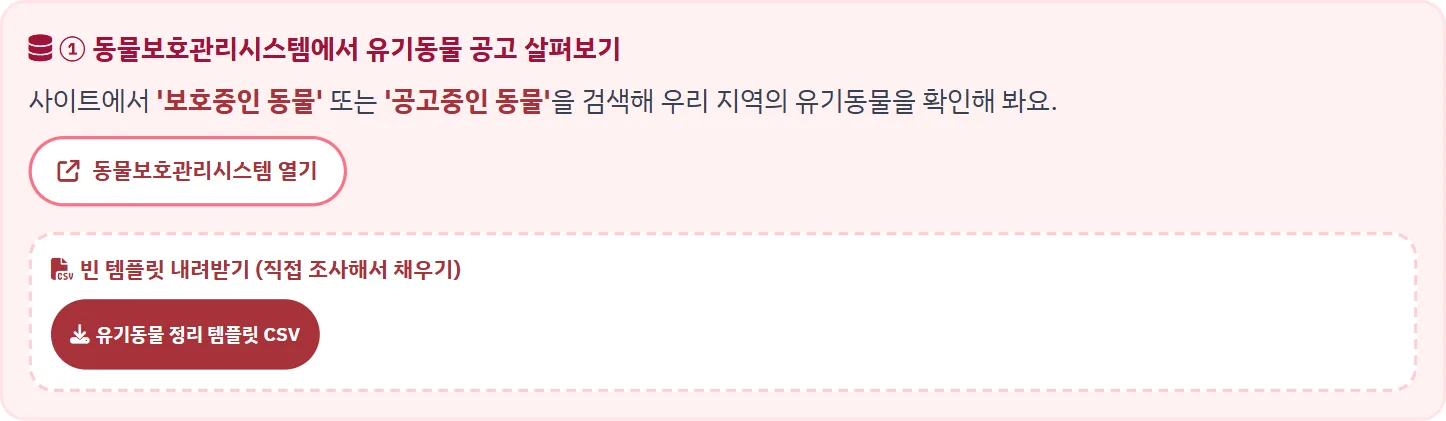 ① 동물보호관리시스템에서 유기동물 공고 살펴보기
사이트에서 '보호중인 동물' 또는 '공고중인 동물'을 검색해 우리 지역의 유기동물을 확인해 봐요.
동물보호관리시스템 열기
CSV 빈 템플릿 내려받기 (직접 조사해서 채우기)
유기동물 정리 템플릿 CSV